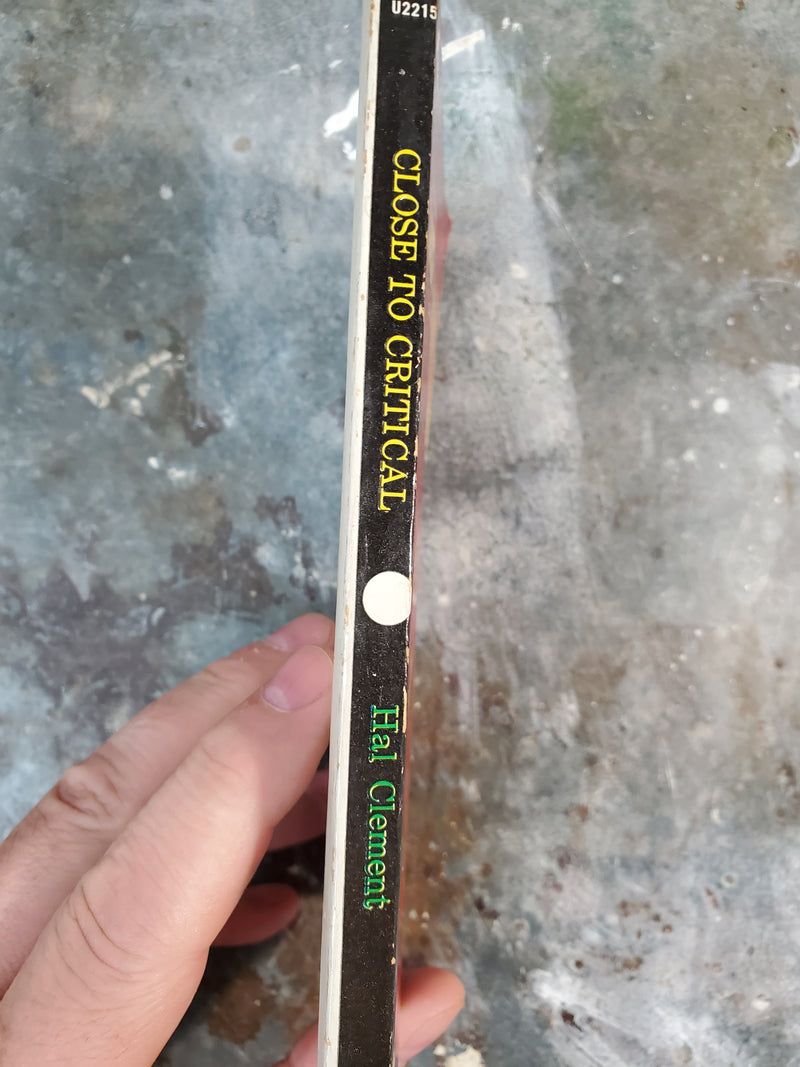 U2215
CLOSE TO CRITICAL
Hal Clement